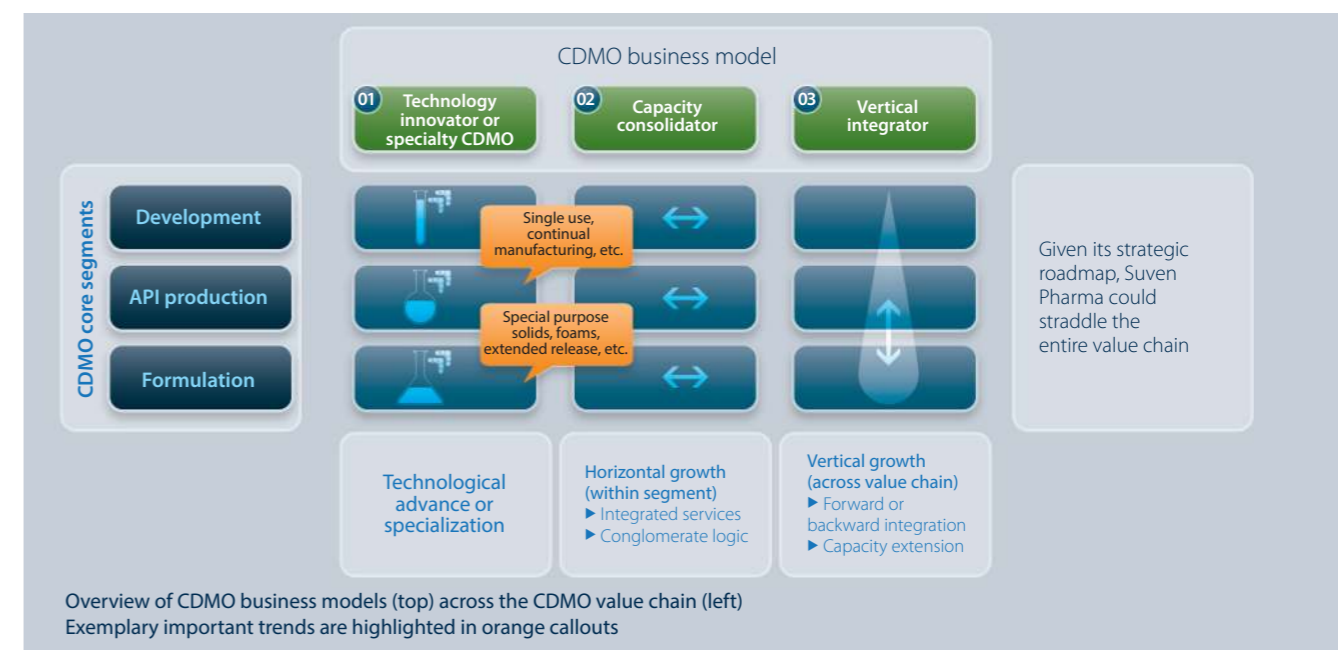 CDMO business model
01
Technology
innovator or
specialty CDMO
02
Capacity
consolidator
03
Vertical
integrator
CDMO core segments
Development
API production
Formulation
Single use,
continual
manufacturing, etc.
Special purpose
solids, foams,
extended release, etc.
Given its strategic
roadmap, Suven
Pharma could
straddle the
entire value chain
Technological
advance or
specialization
Horizontal growth
(within segment)
▶ Integrated services
▶ Conglomerate logic
Vertical growth
(across value chain)
▶ Forward or
backward integration
▶ Capacity extension
Overview of CDMO business models (top) across the CDMO value chain (left)
Exemplary important trends are highlighted in orange callouts